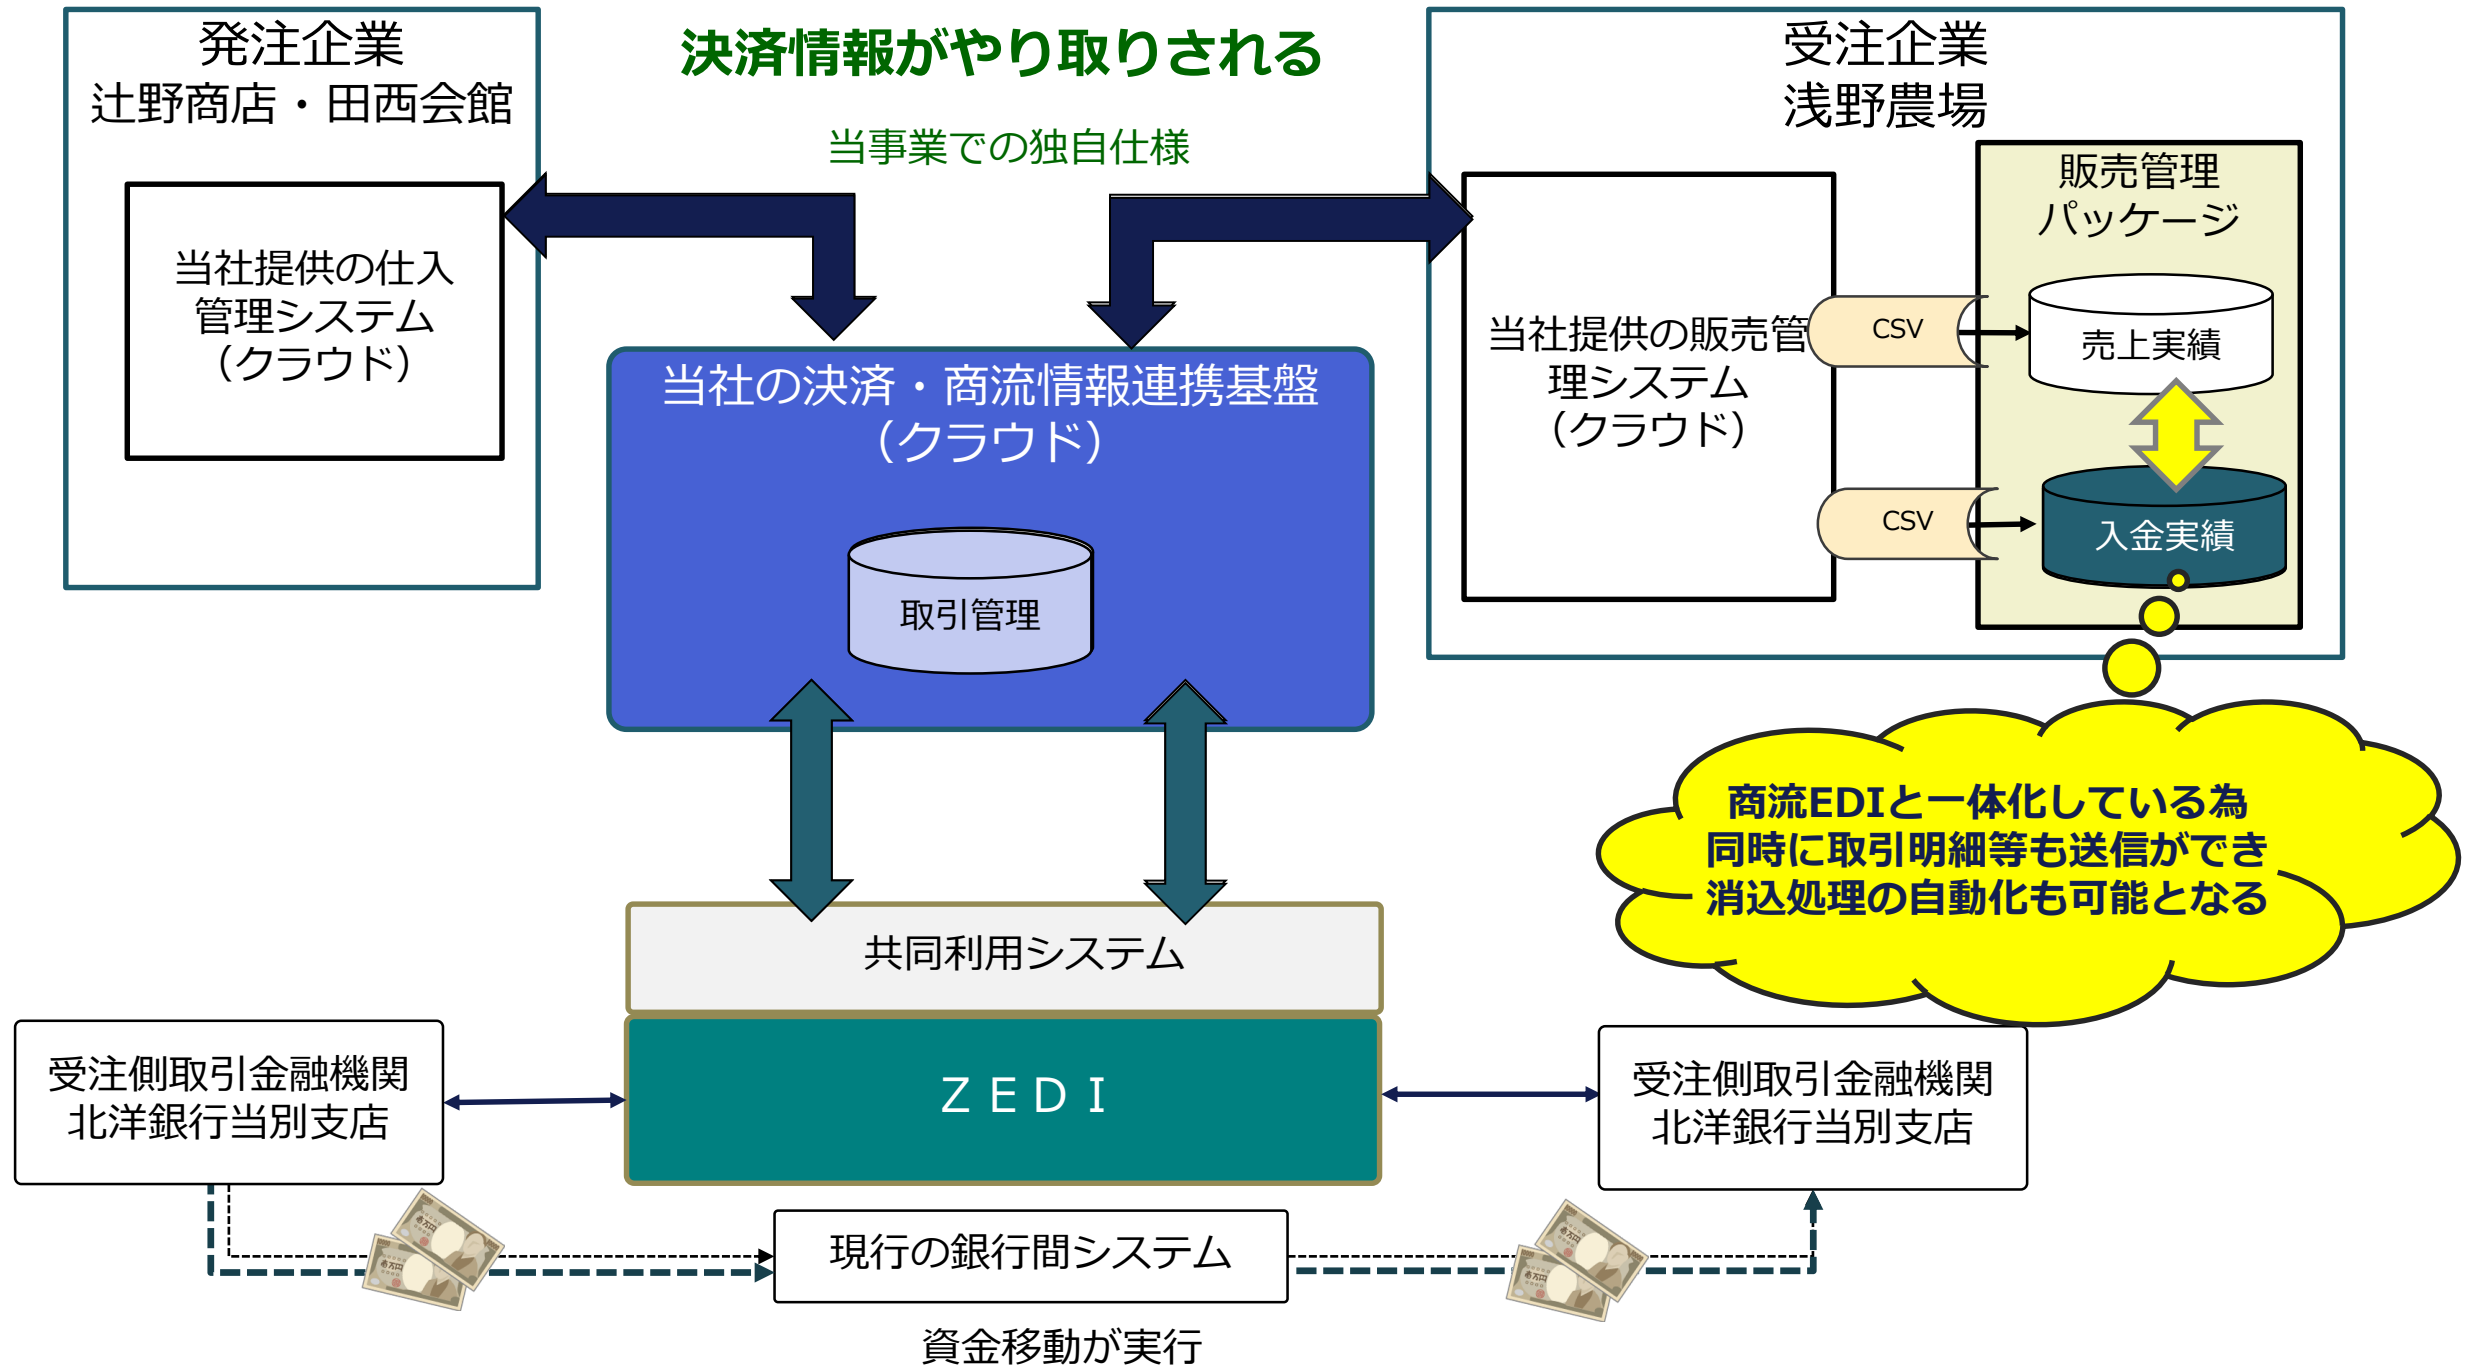 発注企業
辻野商店・田西会館
当社提供の仕入
管理システム
（クラウド）
決済情報がやり取りされる
当事業での独自仕様
受注企業
浅野農場
当社提供の販売管
理システム
（クラウド）
販売管理
パッケージ
CSV
売上実績
CSV
入金実績
当社の決済・商流情報連携基盤
（クラウド）
取引管理
商流EDIと一体化している為
同時に取引明細等も送信ができ
消込処理の自動化も可能となる
共同利用システム
ＺＥＤＩ
受注側取引金融機関
北洋銀行当別支店
受注側取引金融機関
北洋銀行当別支店
現行の銀行間システム
資金移動が実行